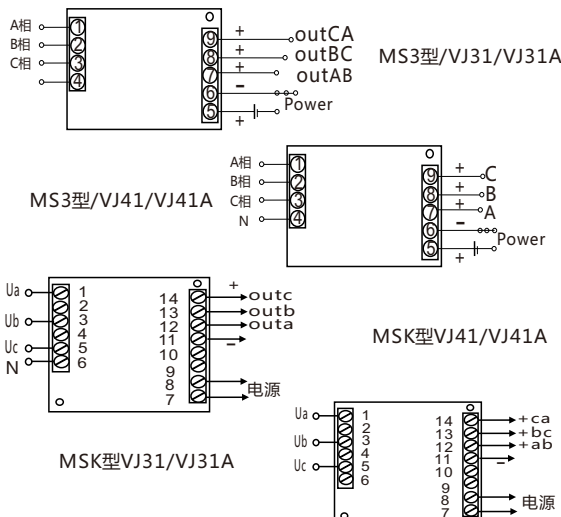 A相 1 9 + outCA
B相 2 8 + outBC
C相 3 7 + outAB
4 6 -
5 + Power
MS3型/VJ31/VJ31A
A相 1 9 + C
B相 2 8 + B
C相 3 7 + A
N 4 6 -
5 + Power
MS3型/VJ41/VJ41A
Ua 1 14 + outc
2 13 outb
Ub 3 12 outa
4 11 -
Uc 5 10
N 6 9
8 电源
7
MSK型VJ41/VJ41A
MSK型VJ31/VJ31A
Ua 1 14 +ca
2 13 +bc
Ub 3 12 +ab
4 11 -
Uc 5 10
6 9
8 电源
7